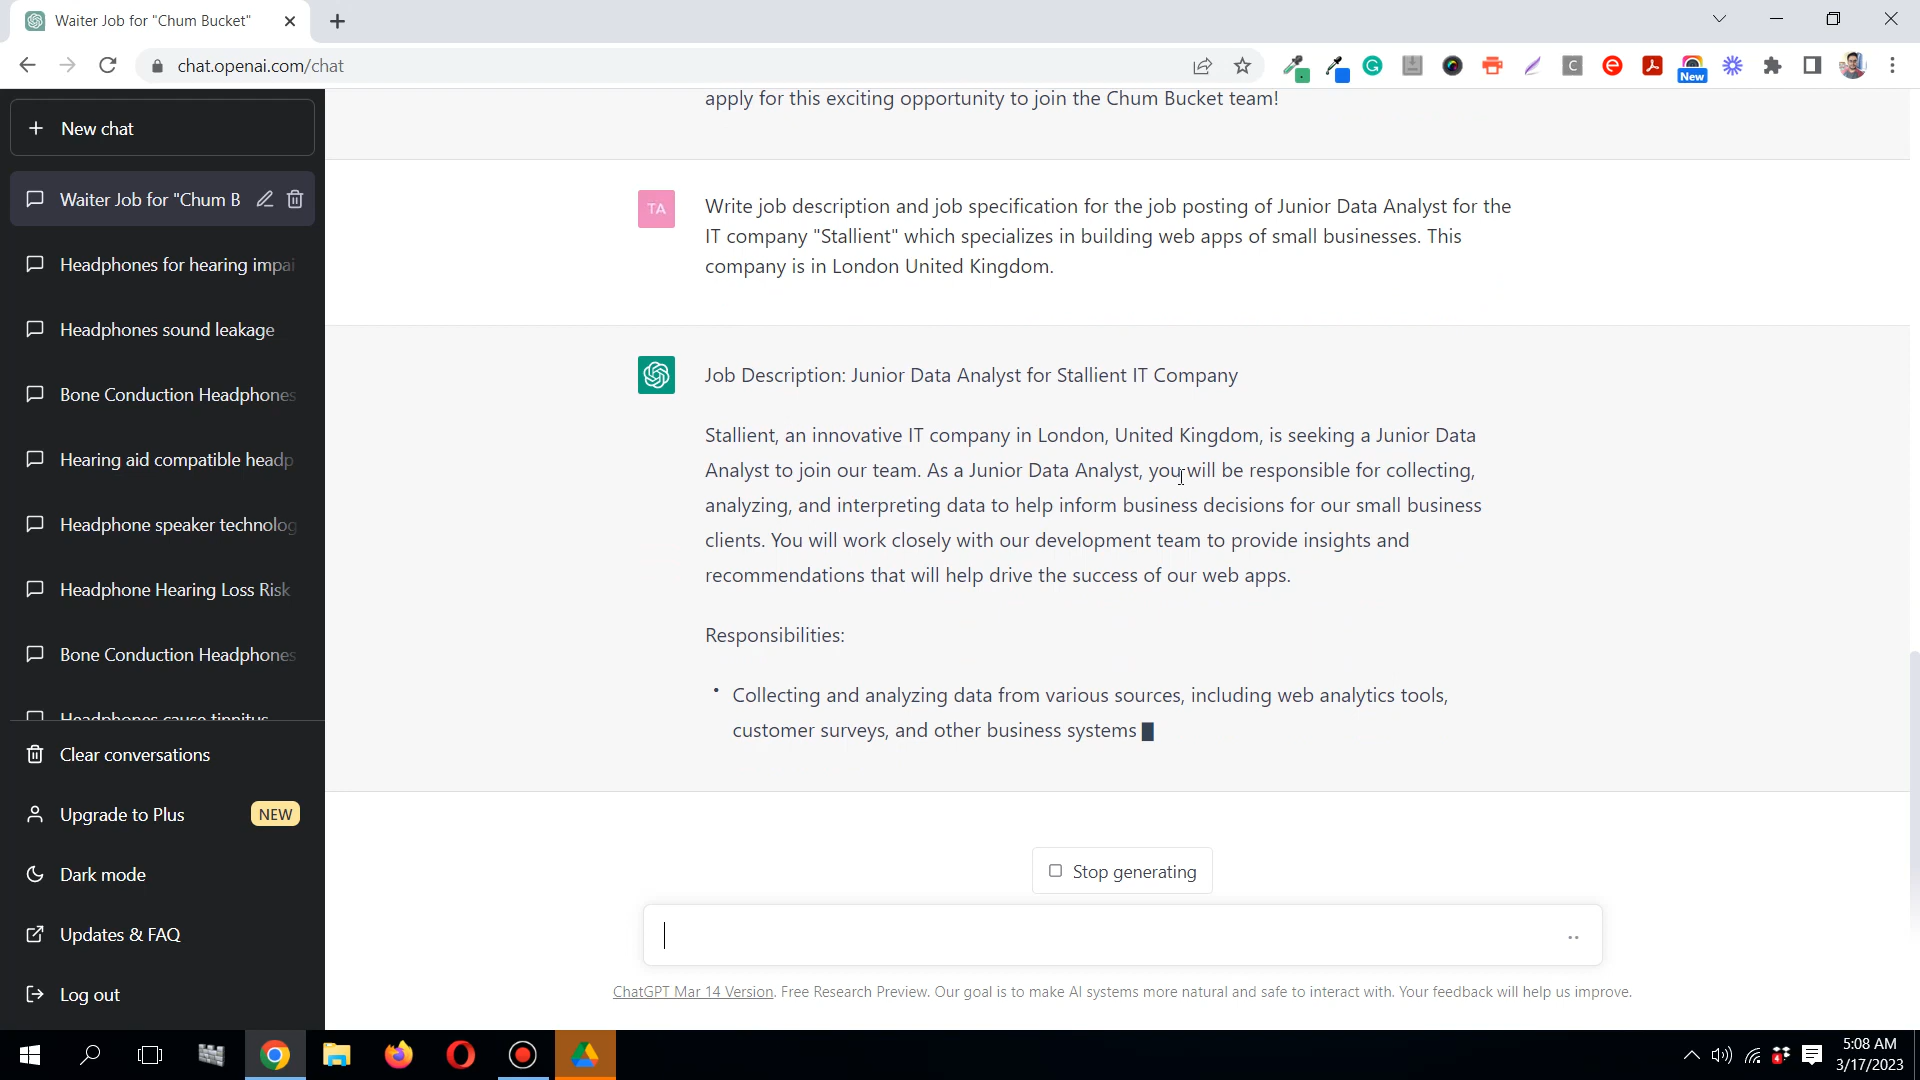 Waiter Job for "Chum Bucket"
chat.openai.com/chat
New
New chat
Waiter Job for "Chum B
Headphones for hearing impai
Headphones sound leakage
Bone Conduction Headphones
Hearing aid compatible headp
Headphone speaker technolog
Headphone Hearing Loss Risk
Bone Conduction Headphones
Headphones cause tinnitus
Clear conversations
Upgrade to Plus
NEW
Dark mode
Updates & FAQ
Log out
apply for this exciting opportunity to join the Chum Bucket team!
TA
Write job description and job specification for the job posting of Junior Data Analyst for the
IT company "Stallient" which specializes in building web apps of small businesses. This
company is in London United Kingdom.
Job Description: Junior Data Analyst for Stallient IT Company
Stallient, an innovative IT company in London, United Kingdom, is seeking a Junior Data
Analyst to join our team. As a Junior Data Analyst, you will be responsible for collecting,
analyzing, and interpreting data to help inform business decisions for our small business
clients. You will work closely with our development team to provide insights and
recommendations that will help drive the success of our web apps.
Responsibilities:
• Collecting and analyzing data from various sources, including web analytics tools,
customer surveys, and other business systems
Stop generating
ChatGPT Mar 14 Version. Free Research Preview. Our goal is to make AI systems more natural and safe to interact with. Your feedback will help us improve.
5:08 AM
3/17/2023